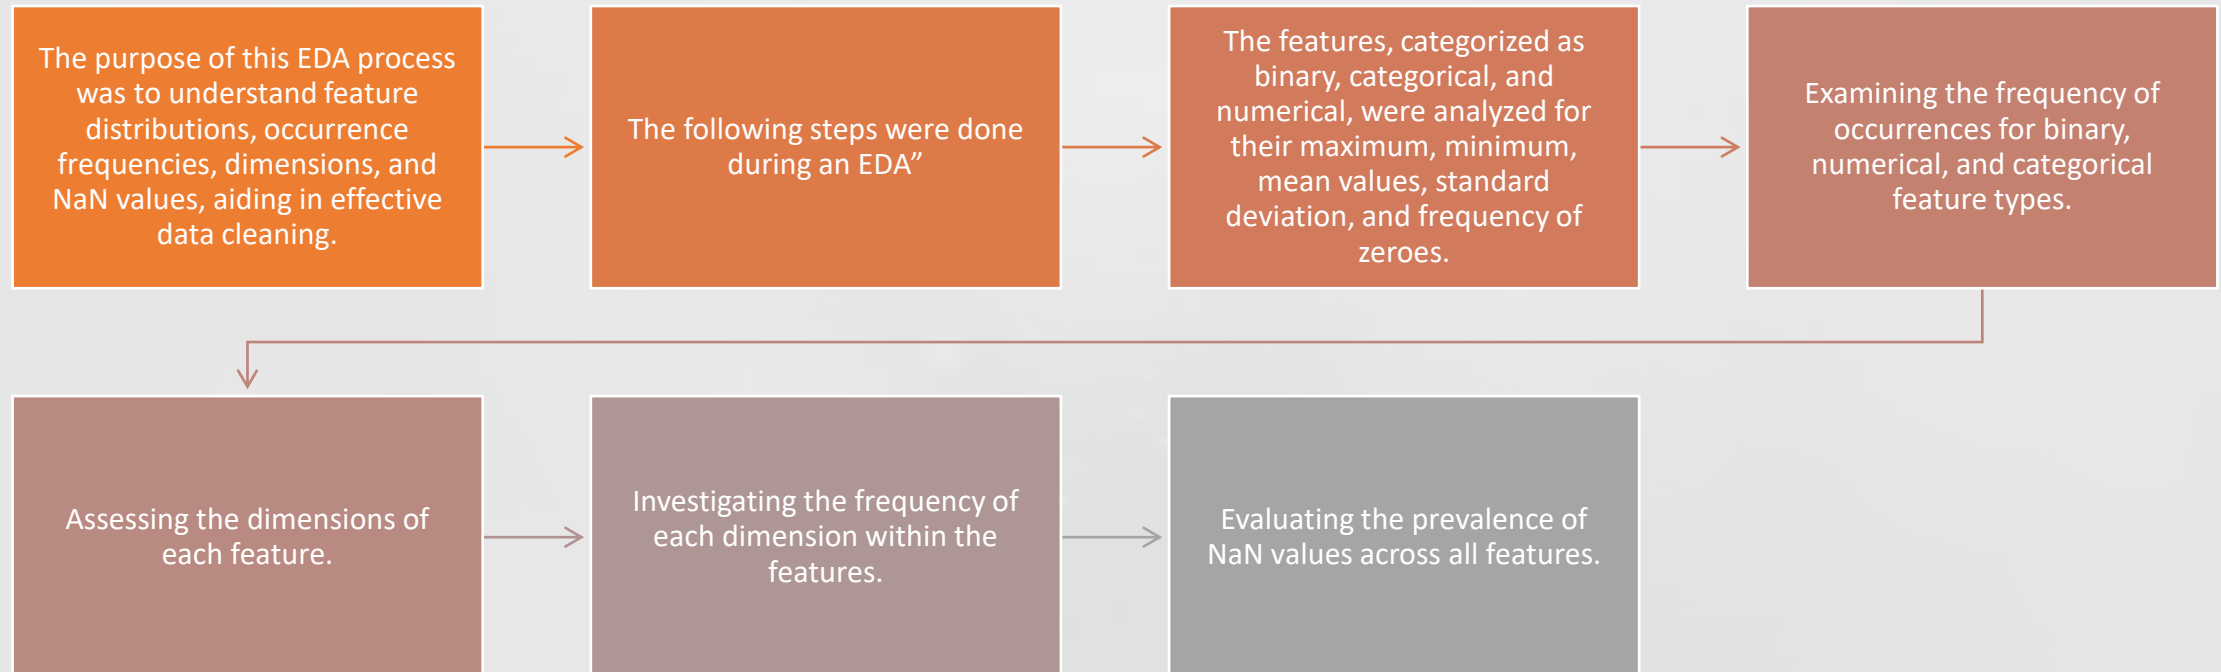 The purpose of this EDA process
was to understand feature
distributions, occurrence
frequencies, dimensions, and
NaN values, aiding in effective
data cleaning.
The following steps were done
during an EDA”
The features, categorized as
binary, categorical, and
numerical, were analyzed for
their maximum, minimum,
mean values, standard
deviation, and frequency of
zeroes.
Examining the frequency of
occurrences for binary,
numerical, and categorical
feature types.
Assessing the dimensions of
each feature.
Investigating the frequency of
each dimension within the
features.
Evaluating the prevalence of
NaN values across all features.